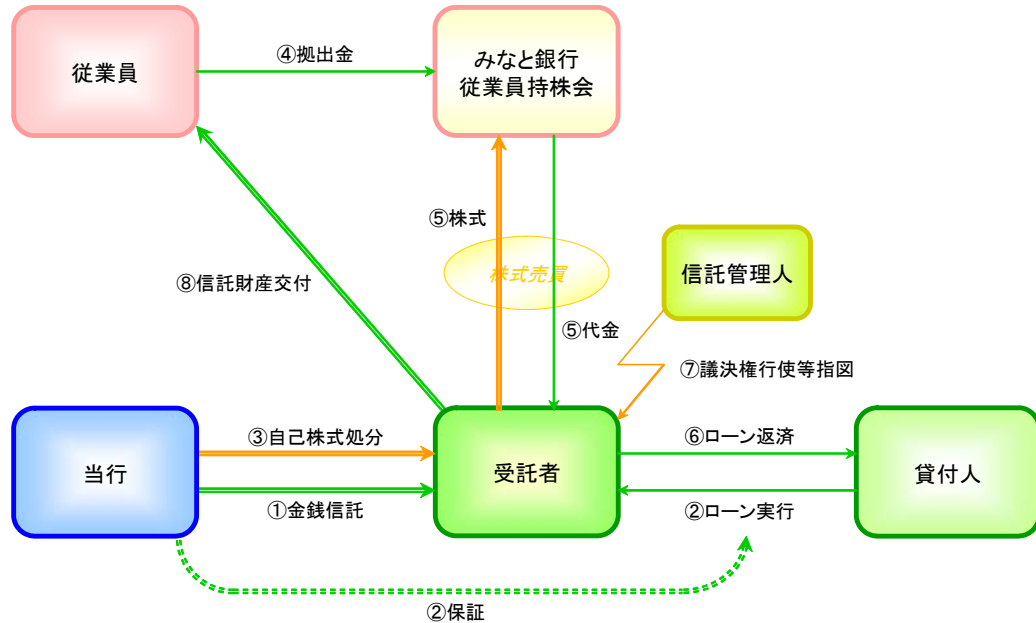 従業員
④拠出金
みなと銀行
従業員持株会
⑤株式
株式売買
信託管理人
⑧信託財産交付
⑤代金
⑦議決権行使等指図
当行
③自己株式処分
①金銭信託
受託者
⑥ローン返済
②ローン実行
貸付人
②保証